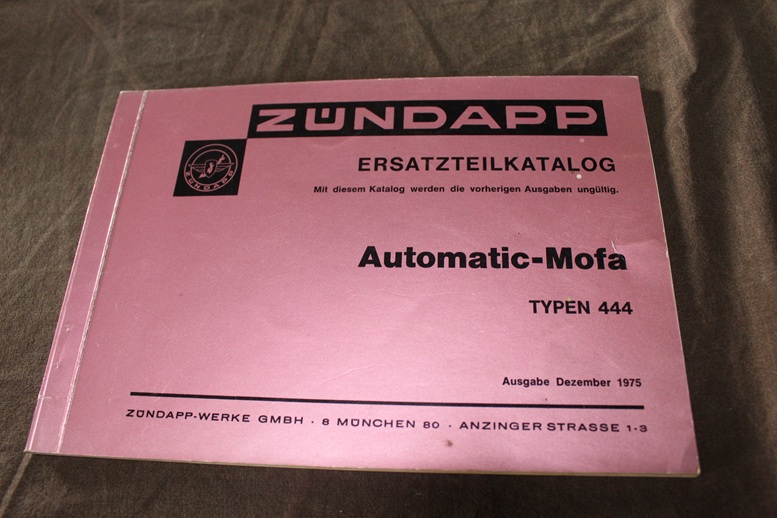 ZÜNDAPP
ZÜNDAPP
ERSATZTEILKATALOG
Mit diesem Katalog werden die vorherigen Ausgaben ungültig.
Automatic-Mofa
TYPEN 444
Ausgabe Dezember 1975
ZÜNDAPP-WERKE GMBH · 8 MÜNCHEN 80 · ANZINGER STRASSE 1-3